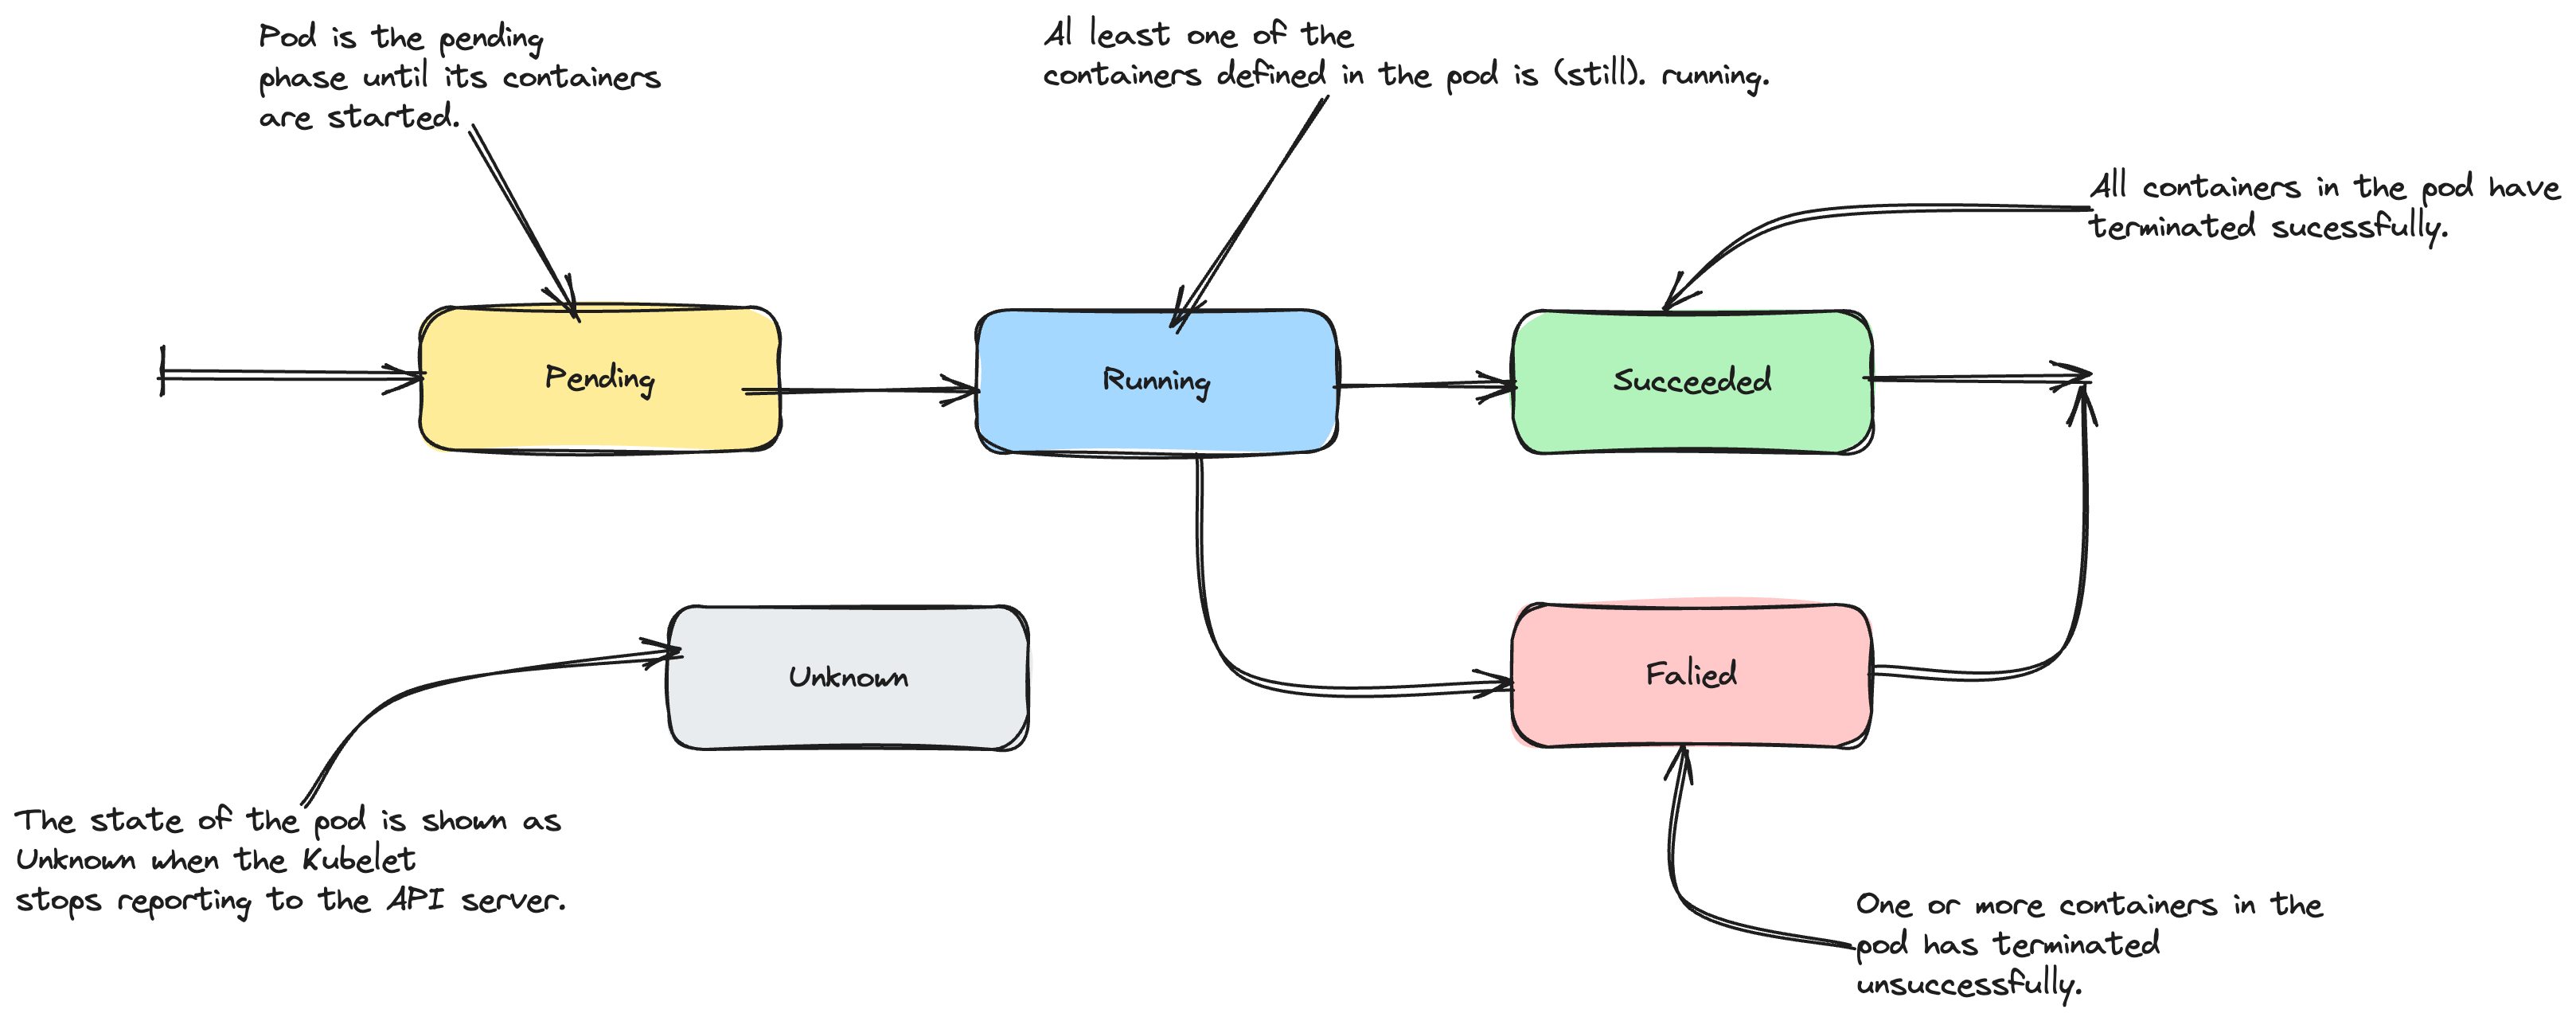 Pod is the pending
phase until its containers
are started.
Al least one of the
containers defined in the pod is (still). running.
All containers in the pod have
terminated sucessfully.
Pending
Running
Succeeded
Unknown
Falied
The state of the pod is shown as
Unknown when the Kubelet
stops reporting to the API server.
One or more containers in the
pod has terminated
unsuccessfully.